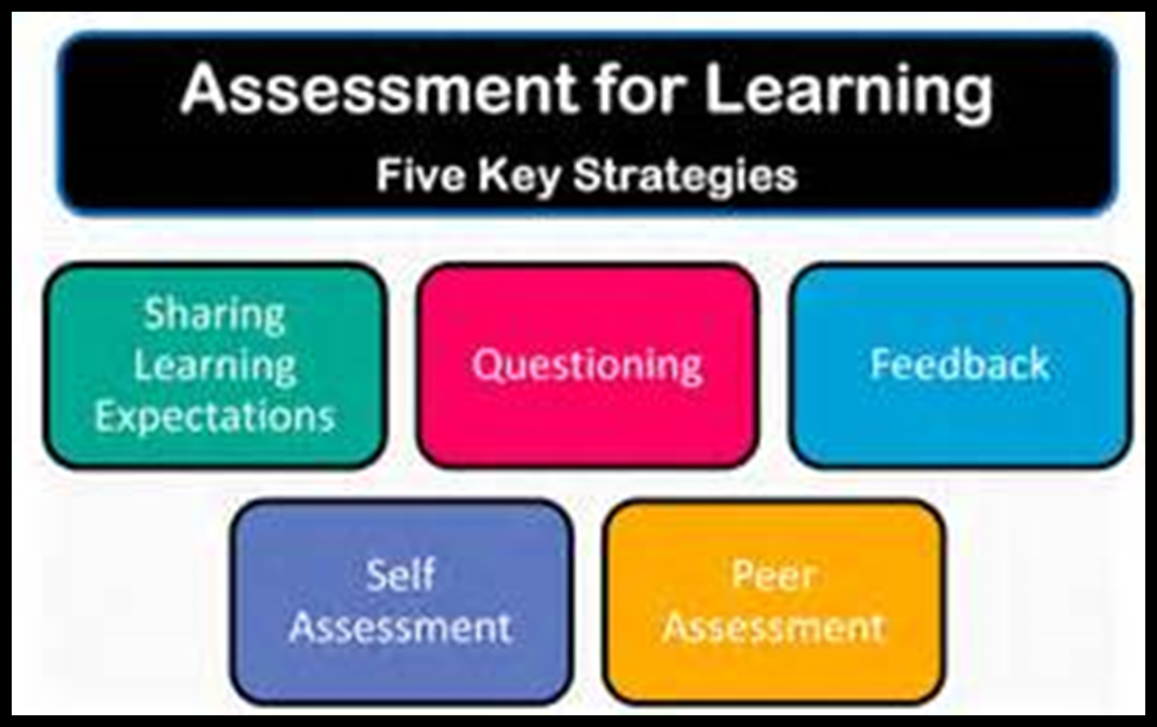 Assessment for Learning
Five Key Strategies
Sharing
Learning
Expectations
Questioning
Feedback
Self
Assessment
Peer
Assessment